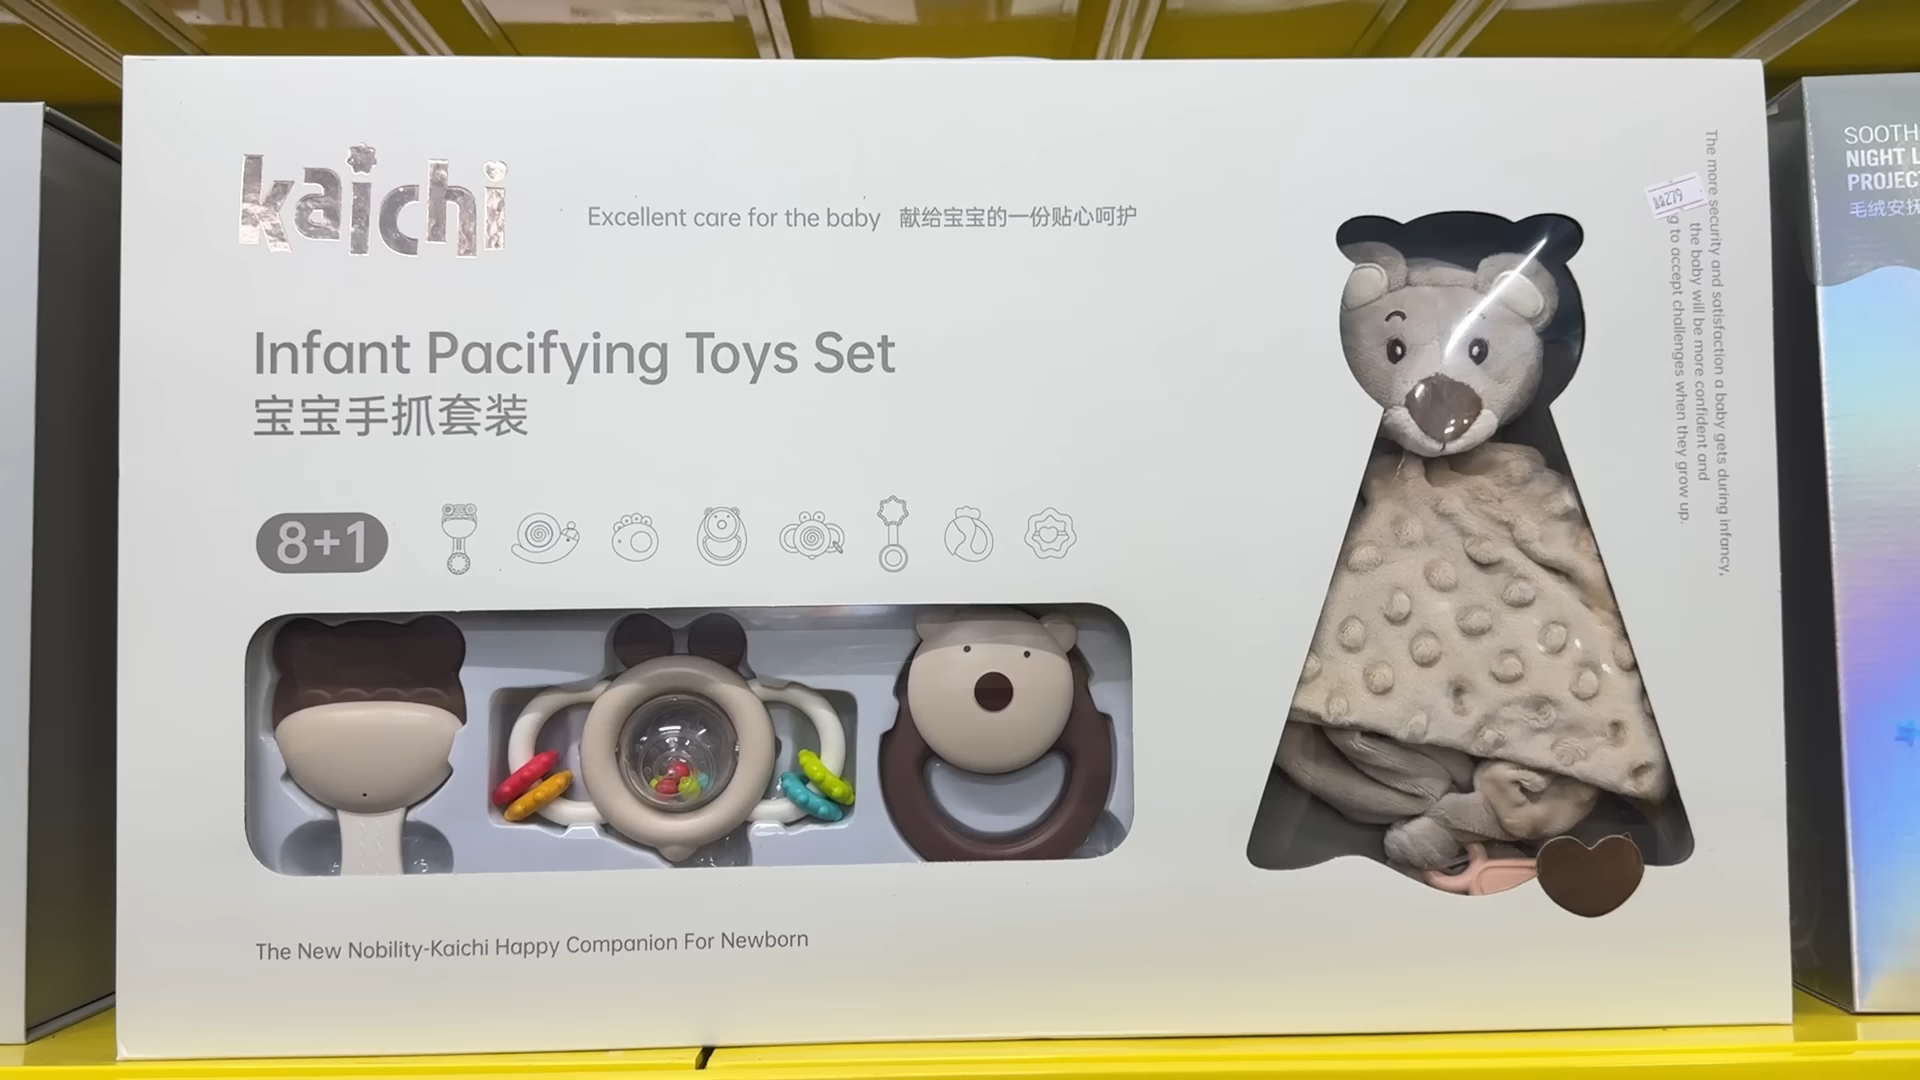 kaichi
Excellent care for the baby 献给宝宝的一份贴心呵护
Infant Pacifying Toys Set
宝宝手抓套装
8+1
The New Nobility-Kaichi Happy Companion For Newborn
The more security and satisfaction a baby gets during infancy,
the baby will be more confident and
to accept challenges when they grow up.
279
SOOTH
NIGHT L
PROJEC
毛绒安抚